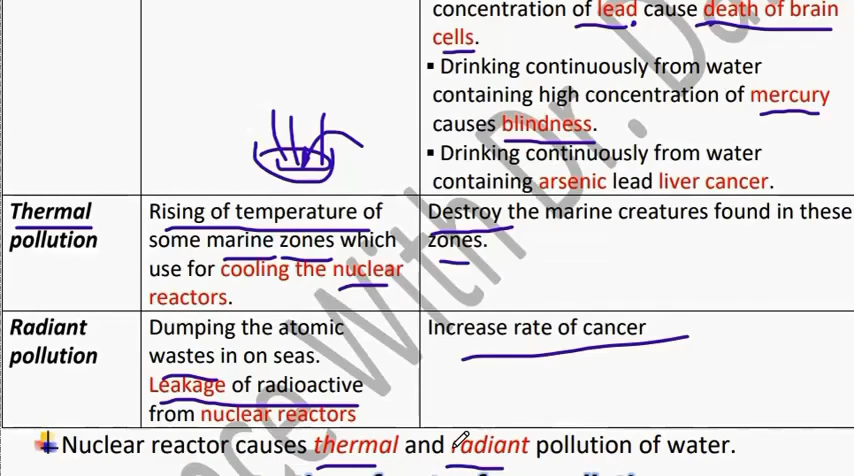 concentration of lead cause death of brain
cells.
▪ Drinking continuously from water
containing high concentration of mercury
causes blindness.
▪ Drinking continuously from water
containing arsenic lead liver cancer.
Thermal
pollution
Rising of temperature of
some marine zones which
use for cooling the nuclear
reactors.
Destroy the marine creatures found in these
zones.
Radiant
pollution
Dumping the atomic
wastes in on seas.
Leakage of radioactive
from nuclear reactors
Increase rate of cancer
Nuclear reactor causes thermal and radiant pollution of water.
With Dr.